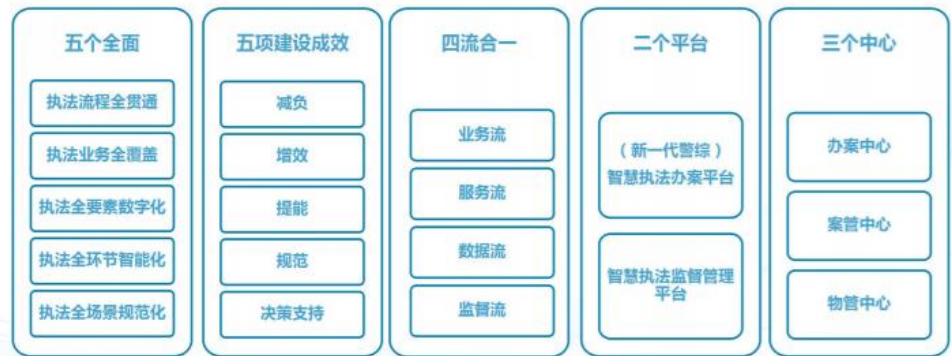 五个全面
执法流程全贯通
执法业务全覆盖
执法全要素数字化
执法全环节智能化
执法全场景规范化
五项建设成效
减负
增效
提能
规范
决策支持
四流合一
业务流
服务流
数据流
监督流
二个平台
（新一代警综）
智慧执法办案平台
智慧执法监督管理
平台
三个中心
办案中心
案管中心
物管中心